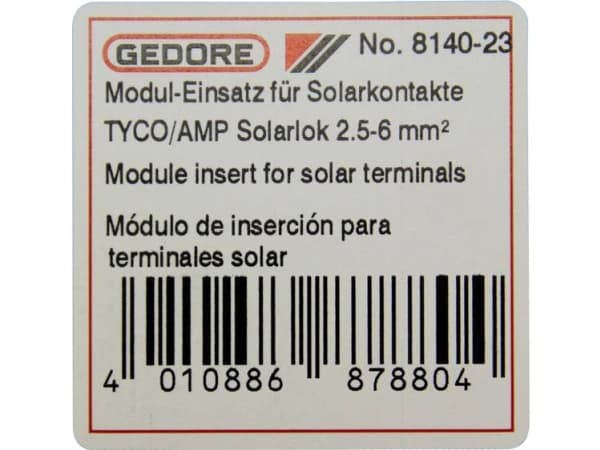 GEDORE No. 8140-23
Modul-Einsatz für Solarkontakte
TYCO/AMP Solarlok 2.5-6 mm²
Module insert for solar terminals
Módulo de inserción para
terminales solar
4 010886 878804